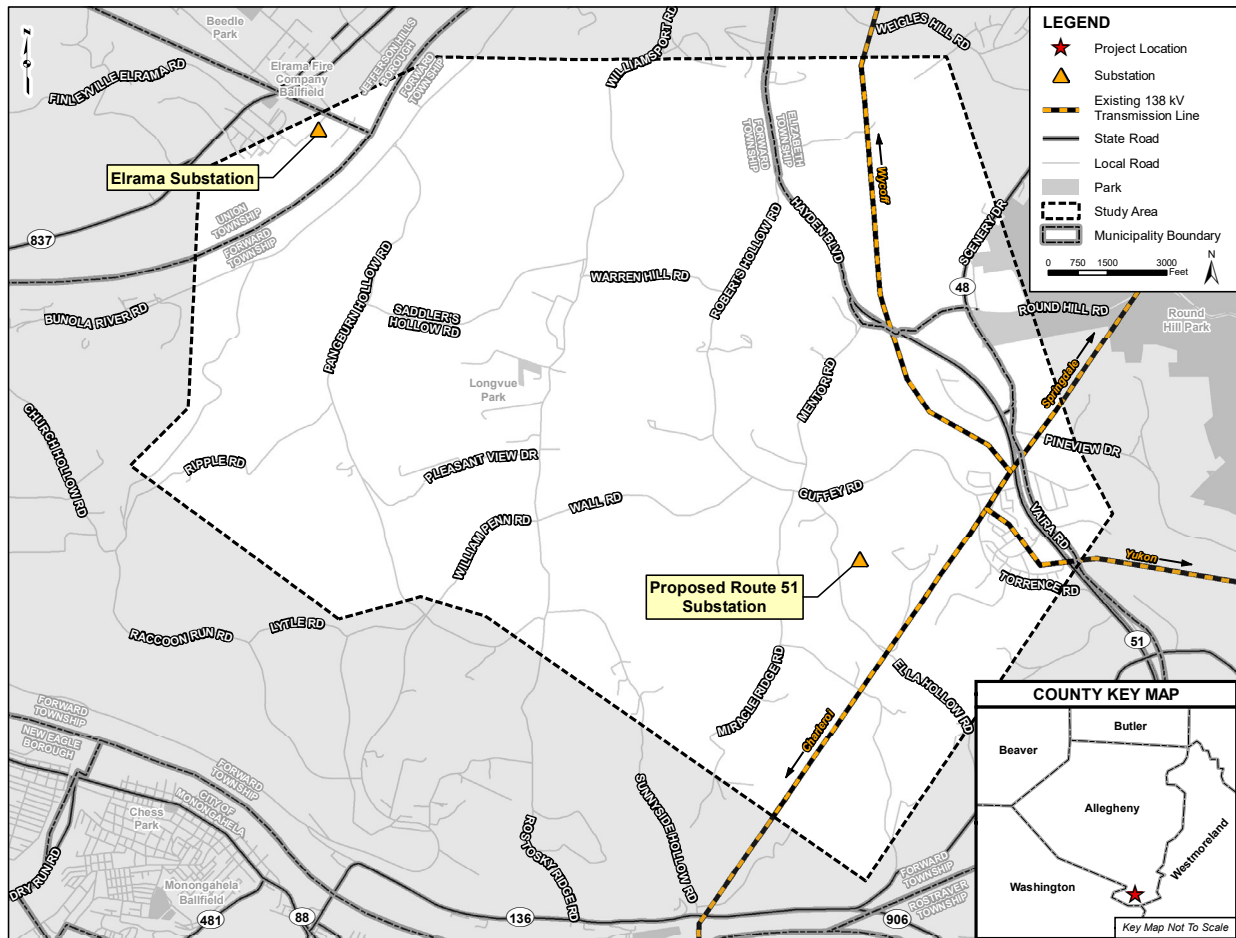 Beedle
Park
WILLIAMSPORT RD
WEIGLES HILL RD
LEGEND
Project Location
Substation
Existing 138 kV
Transmission Line
State Road
Local Road
Park
Study Area
Municipality Boundary
0 750 1500 3000
Feet
N
N
FINLEYVILLE ELRAMA RD
Elrama Fire
Company
Ballfield
JEFFERSON HILLS
BOROUGH
FORWARD
TOWNSHIP
ELIZABETH
TOWNSHIP
FORWARD
TOWNSHIP
Elrama Substation
Wycoff
UNION
TOWNSHIP
FORWARD
TOWNSHIP
837
PANGBURN HOLLOW RD
ROBERTS HOLLOW RD
HAYDEN BLVD
SCENERY DR
WARREN HILL RD
48
BUNOLA RIVER RD
SADDLER'S
HOLLOW RD
ROUND HILL RD
Round
Hill Park
Springdale
Longvue
Park
MENTOR RD
CHURCH HOLLOW RD
RIPPLE RD
PLEASANT VIEW DR
PINEVIEW DR
GUFFEY RD
WALL RD
WILLIAM PENN RD
VAIRA RD
Yukon
Proposed Route 51
Substation
TORRENCE RD
RACCOON RUN RD
LYTLE RD
51
ELLA HOLLOW RD
MIRACLE RIDGE RD
Charleroi
FORWARD
TOWNSHIP
NEW EAGLE
BOROUGH
FORWARD
TOWNSHIP
CITY OF
MONONGAHELA
Chess
Park
SUNNYSIDE HOLLOW RD
ROSTOSKY RIDGE RD
DRY RUN RD
Monongahela
Ballfield
481
88
136
906
FORWARD
TOWNSHIP
ROSTRAVER
TOWNSHIP
COUNTY KEY MAP
Butler
Beaver
Allegheny
Westmoreland
Washington
Key Map Not To Scale